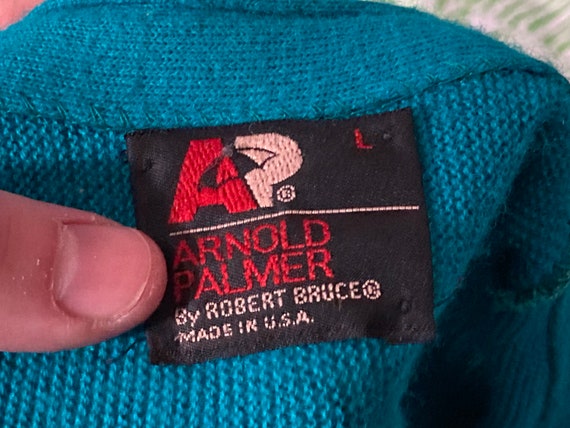 L
AP®
ARNOLD
PALMER
By ROBERT BRUCE®
MADE IN U.S.A.